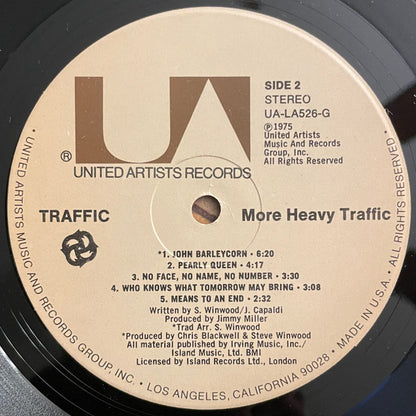 UA
SIDE 2
STEREO
UA-LA526-G
℗1975
United Artists
Music And Records
Group, Inc.
All Rights Reserved
®
UNITED ARTISTS RECORDS
TRAFFIC
More Heavy Traffic
*1. JOHN BARLEYCORN • 6:20
2. PEARLY QUEEN • 4:17
3. NO FACE, NO NAME, NO NUMBER • 3:30
4. WHO KNOWS WHAT TOMORROW MAY BRING • 3:08
5. MEANS TO AN END • 2:32
Written by S. Winwood/J. Capaldi
Produced by Jimmy Miller
*Trad Arr. S. Winwood
*Produced by Chris Blackwell & Steve Winwood
All material published by Irving Music, Inc./
Island Music, Ltd. BMI
Licensed by Island Records Ltd., London
• UNITED ARTISTS MUSIC AND RECORDS GROUP, INC. • LOS ANGELES, CALIFORNIA 90028 • MADE IN U.S.A. • ALL RIGHTS RESERVED •